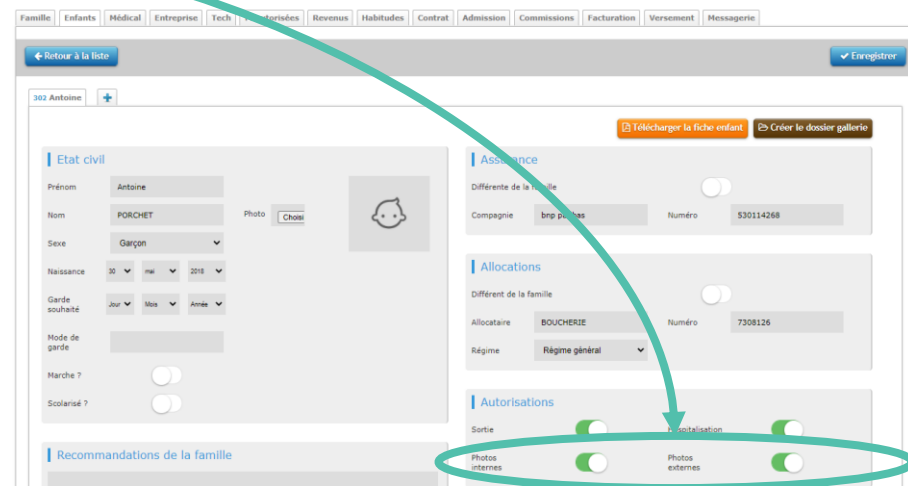 Famille Enfants Médical Entreprise Tech Revenus Habitudes Contrat Admission Commissions Facturation Versement Messagerie
Retour à la liste
Enregistrer
302 Antoine +
Télécharger la fiche enfant Créer le dossier gallerie
Etat civil
Prénom Antoine
Nom PORCHET
Photo Choisi
Sexe Garçon
Naissance 30 mai 2018
Garde souhaité Jour Mois Année
Mode de garde
Marche ?
Scolarisé ?
Recommandations de la famille
Assurance
Différente de la famille
Compagnie bnp Numéro 530114268
Allocations
Différent de la famille
Allocataire BOUCHERIE Numéro 7308126
Régime Régime général
Autorisations
Sortie Hospitalisation
Photos internes Photos externes